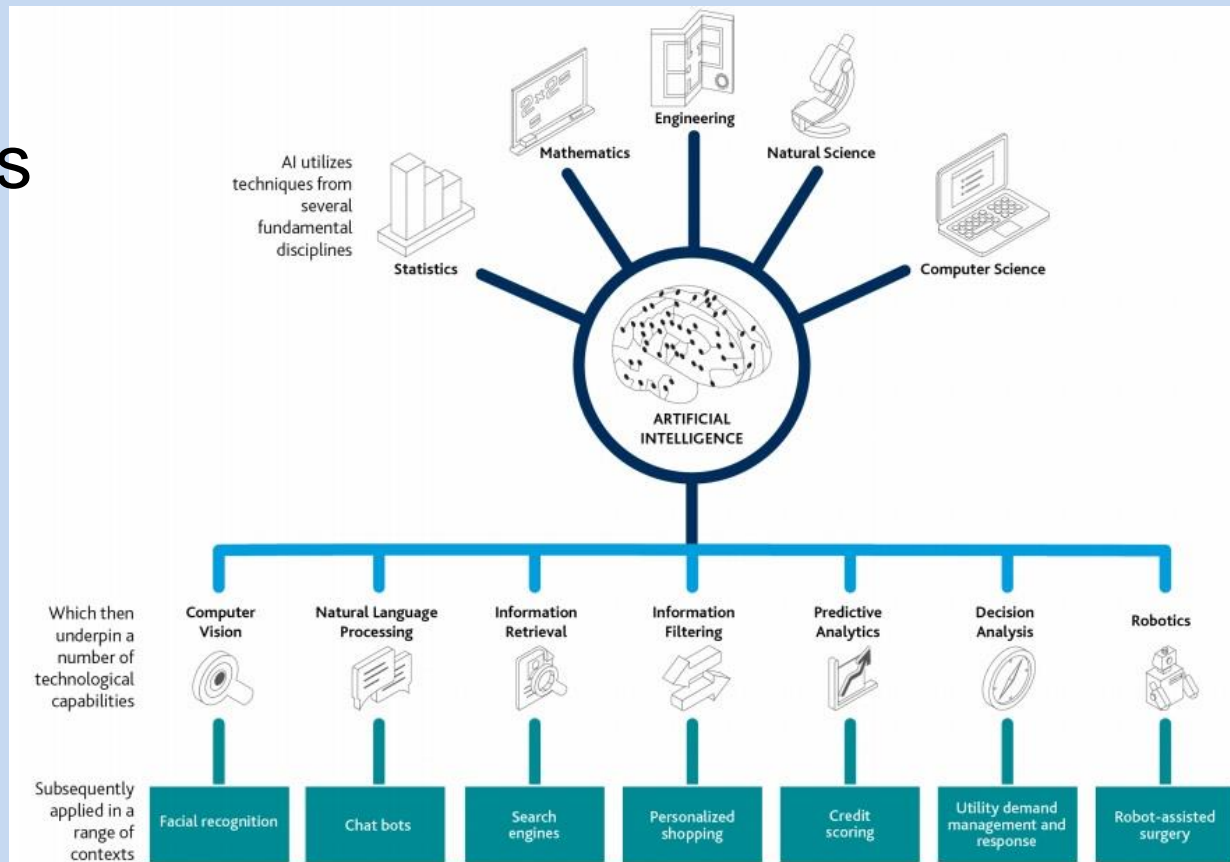 s
AI utilizes
techniques from
several
fundamental
disciplines
Statistics
2×2=
Mathematics
Engineering
Natural Science
Computer Science
ARTIFICIAL
INTELLIGENCE
Which then
underpin a
number of
technological
capabilities
Computer
Vision
Natural Language
Processing
Information
Retrieval
Information
Filtering
Predictive
Analytics
Decision
Analysis
Robotics
Subsequently
applied in a
range of
contexts
Facial recognition
Chat bots
Search
engines
Personalized
shopping
Credit
scoring
Utility demand
management and
response
Robot-assisted
surgery